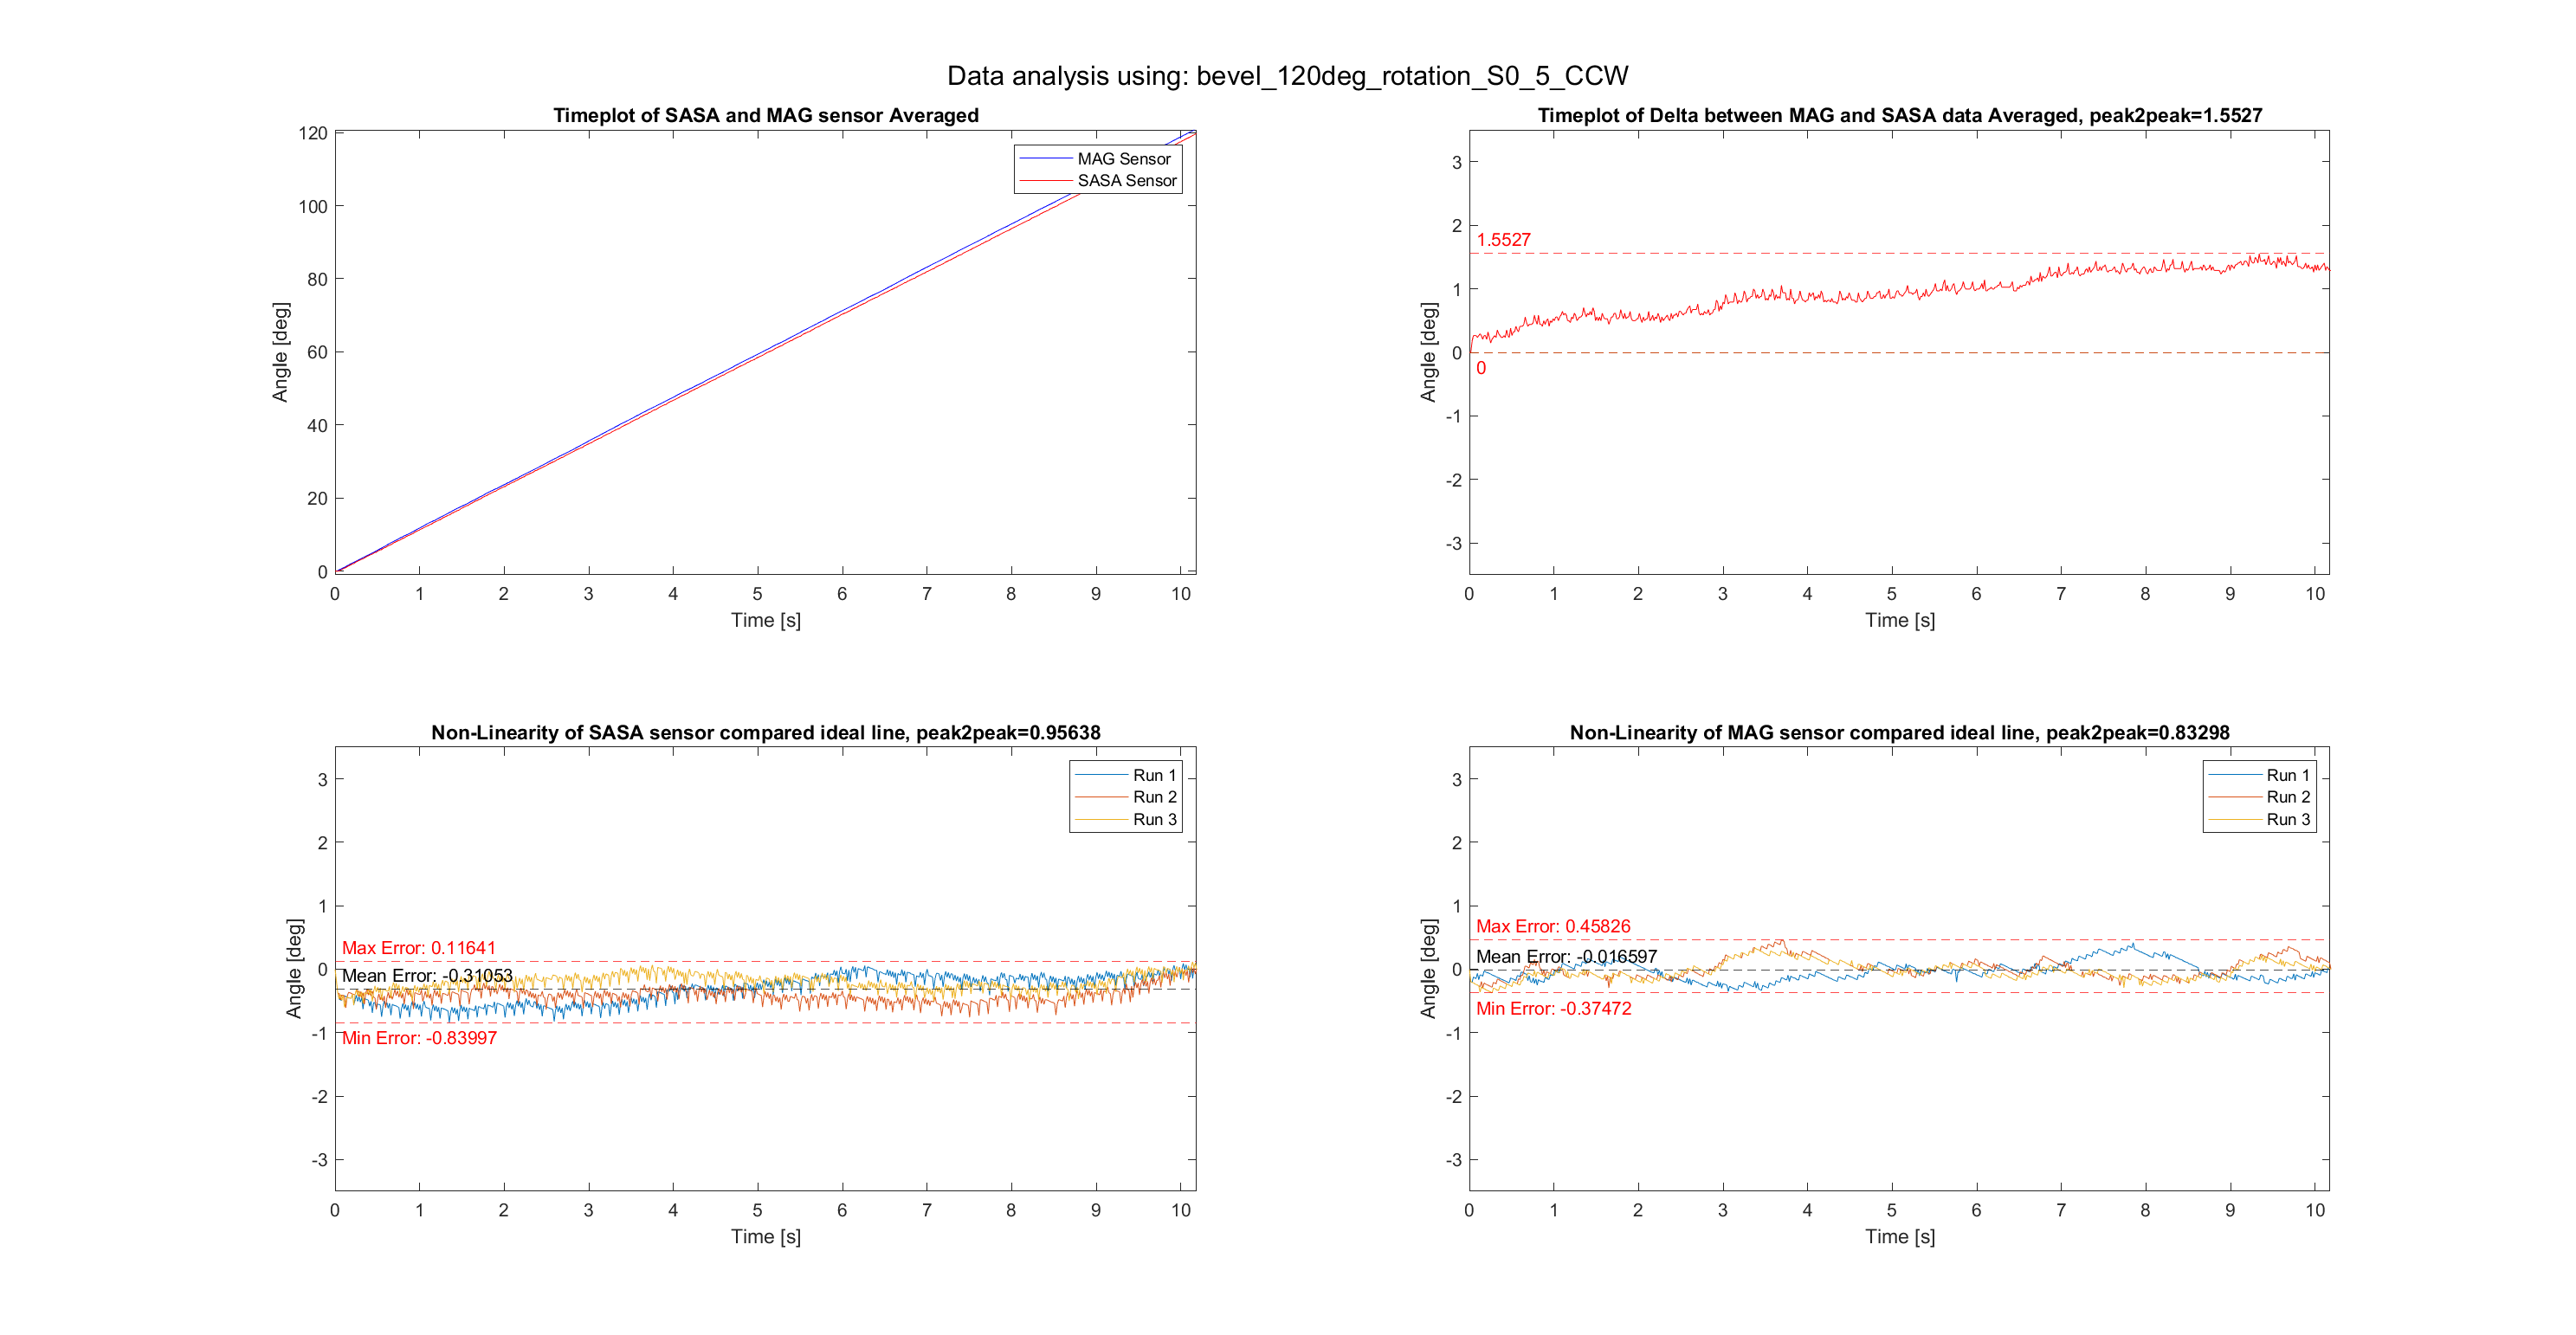 Data analysis using: bevel_120deg_rotation_S0_5_CCW
Timeplot of SASA and MAG sensor Averaged
120
100
80
60
40
20
0
Angle [deg]
MAG Sensor
SASA Sensor
0 1 2 3 4 5 6 7 8 9 10
Time [s]
Timeplot of Delta between MAG and SASA data Averaged, peak2peak=1.5527
3
2
1
0
-1
-2
-3
Angle [deg]
1.5527
0
0 1 2 3 4 5 6 7 8 9 10
Time [s]
Non-Linearity of SASA sensor compared ideal line, peak2peak=0.95638
3
2
1
0
-1
-2
-3
Angle [deg]
Run 1
Run 2
Run 3
Max Error: 0.11641
Mean Error: -0.31053
Min Error: -0.83997
0 1 2 3 4 5 6 7 8 9 10
Time [s]
Non-Linearity of MAG sensor compared ideal line, peak2peak=0.83298
3
2
1
0
-1
-2
-3
Angle [deg]
Run 1
Run 2
Run 3
Max Error: 0.45826
Mean Error: -0.016597
Min Error: -0.37472
0 1 2 3 4 5 6 7 8 9 10
Time [s]